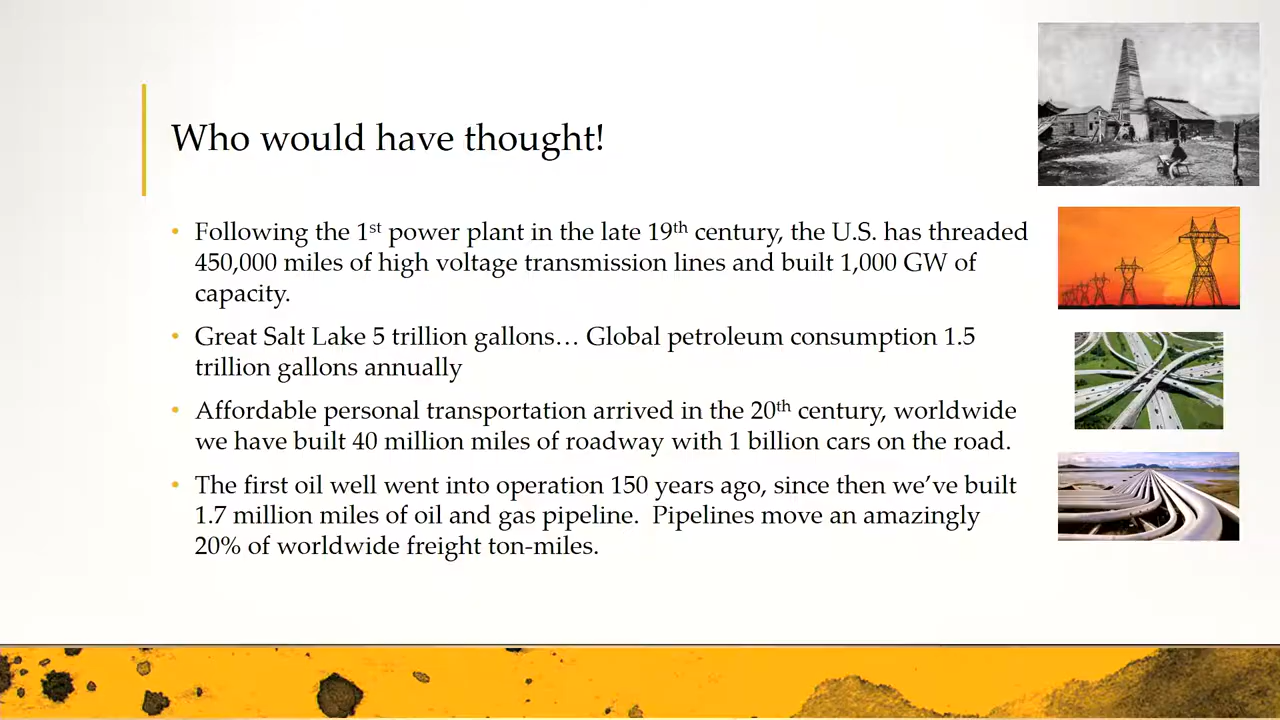 Who would have thought!
• Following the 1st power plant in the late 19th century, the U.S. has threaded
450,000 miles of high voltage transmission lines and built 1,000 GW of
capacity.
• Great Salt Lake 5 trillion gallons… Global petroleum consumption 1.5
trillion gallons annually
• Affordable personal transportation arrived in the 20th century, worldwide
we have built 40 million miles of roadway with 1 billion cars on the road.
• The first oil well went into operation 150 years ago, since then we’ve built
1.7 million miles of oil and gas pipeline.  Pipelines move an amazingly
20% of worldwide freight ton-miles.